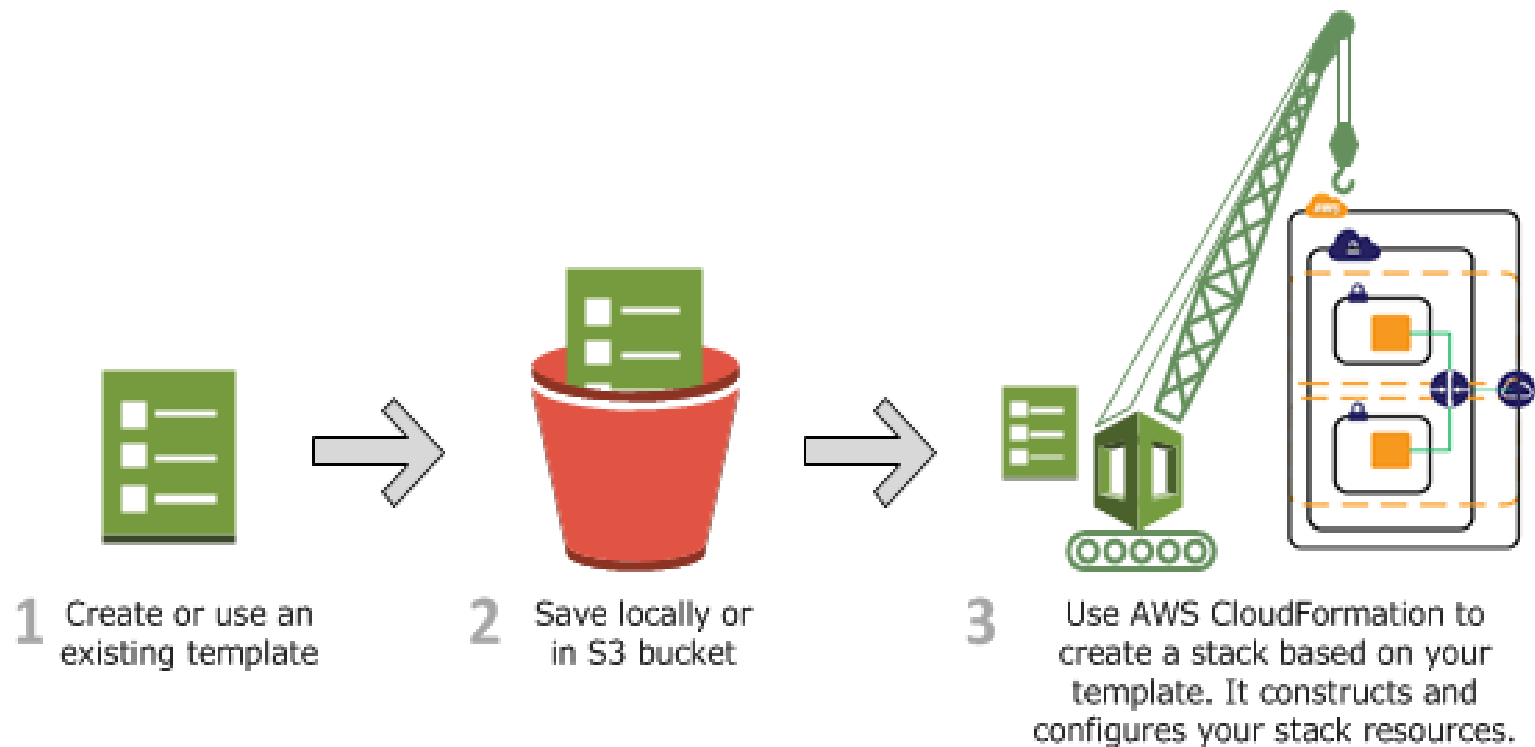 AWS
1 Create or use an
existing template
2 Save locally or
in S3 bucket
3 Use AWS CloudFormation to
create a stack based on your
template. It constructs and
configures your stack resources.